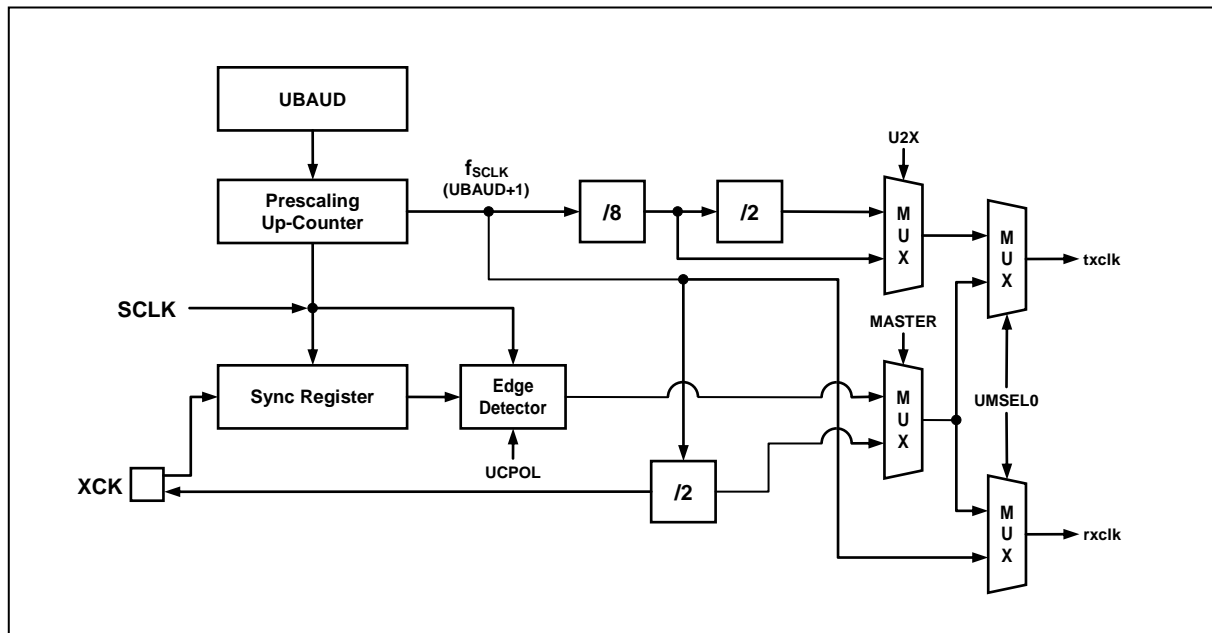 UBAUD
U2X
fSCLK
(UBAUD+1)
Prescaling
Up-Counter
/8
/2
M
U
X
M
U
X
txclk
SCLK
MASTER
Sync Register
Edge
Detector
M
U
X
UMSEL0
UCPOL
XCK
/2
M
U
X
rxclk